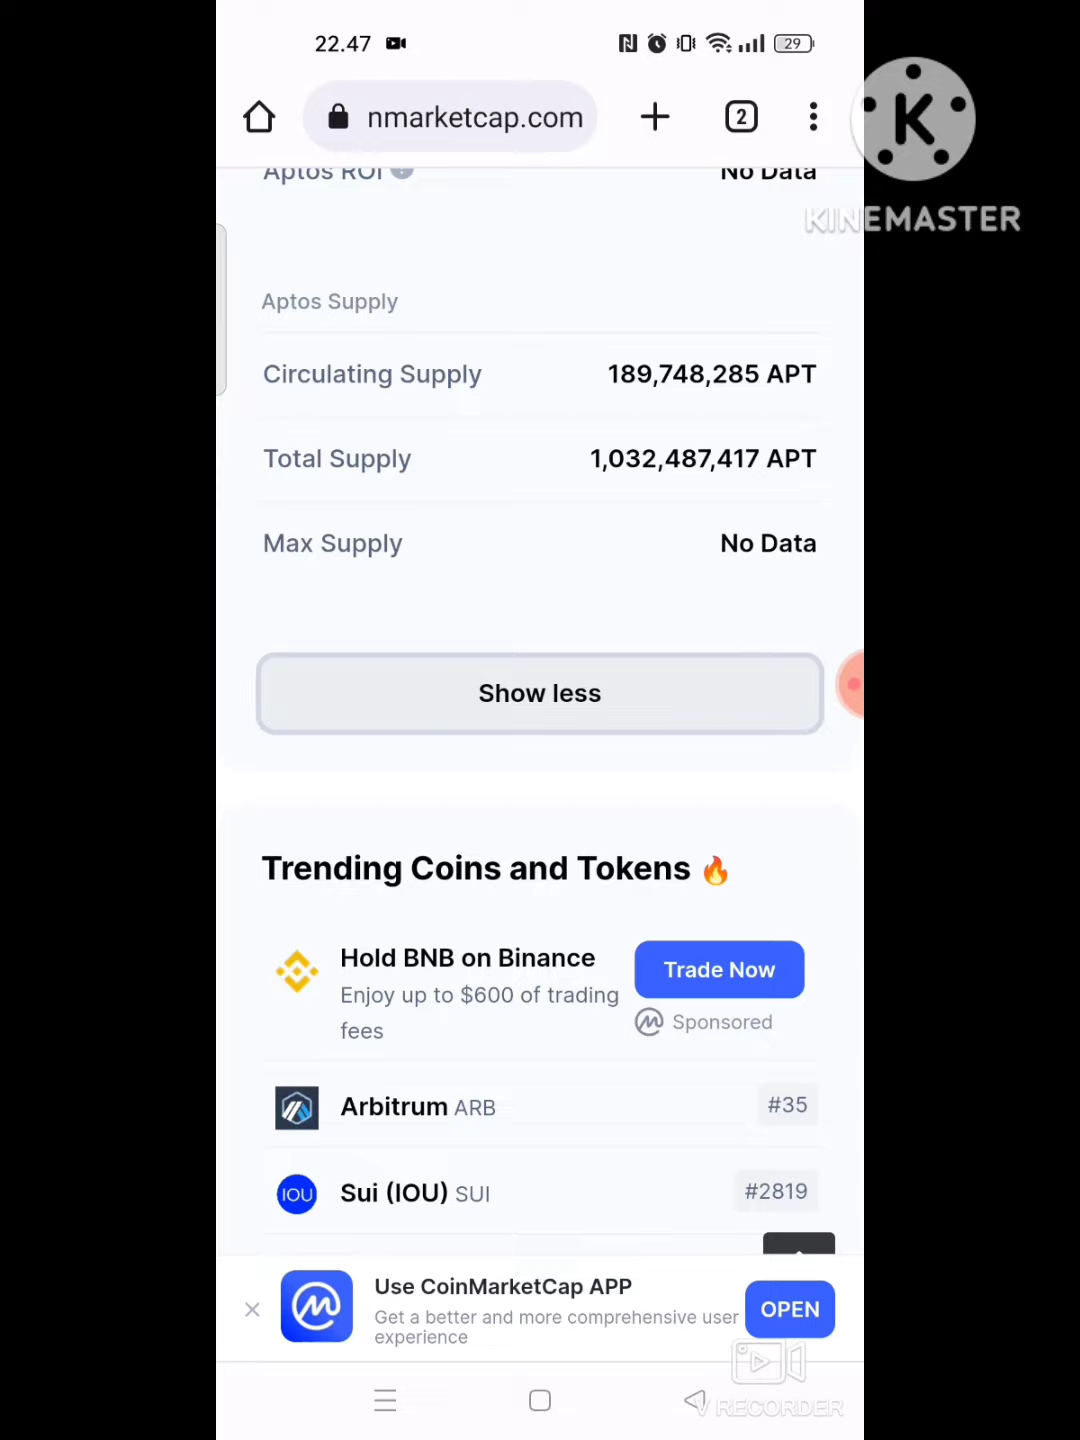 22.47
29
nmarketcap.com
2
K
KINEMASTER
Aptos ROI
No Data
Aptos Supply
Circulating Supply
189,748,285 APT
Total Supply
1,032,487,417 APT
Max Supply
No Data
Show less
Trending Coins and Tokens 🔥
Hold BNB on Binance
Enjoy up to $600 of trading
fees
Trade Now
Sponsored
Arbitrum ARB
#35
IOU
Sui (IOU) SUI
#2819
Use CoinMarketCap APP
Get a better and more comprehensive user
experience
OPEN
V RECORDER